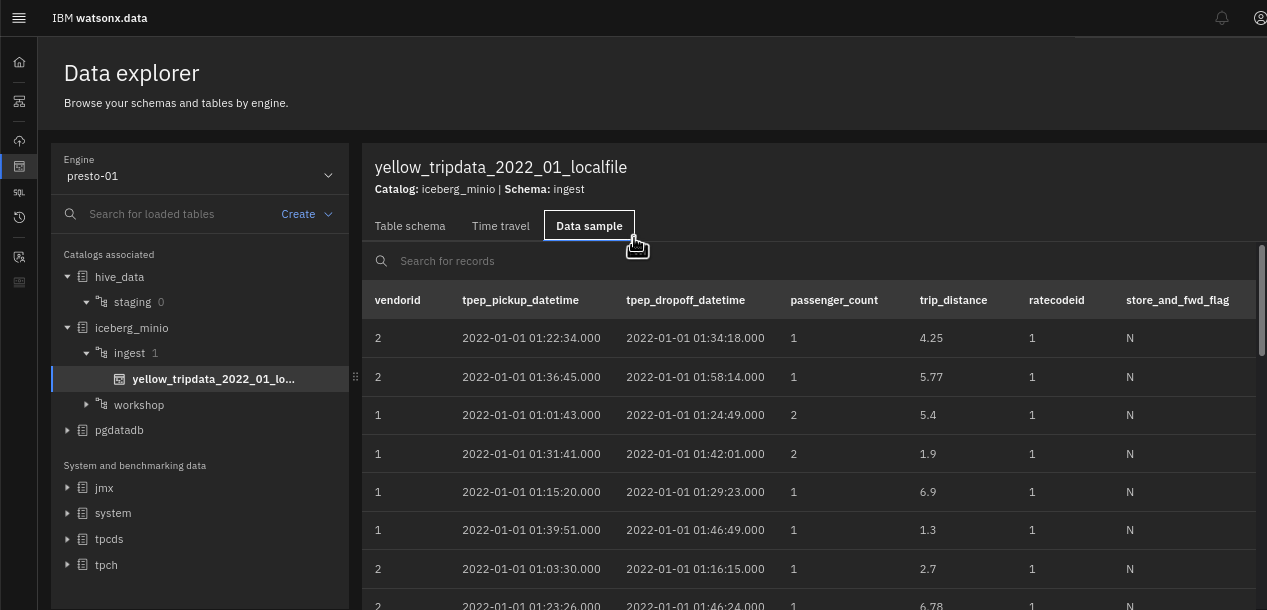 IBM watsonx.data
Data explorer
Browse your schemas and tables by engine.
Engine
presto-01
Search for loaded tables Create
Catalogs associated
hive_data
staging 0
iceberg_minio
ingest 1
yellow_tripdata_2022_01_lo...
workshop
pgdatadb
System and benchmarking data
jmx
system
tpcds
tpch
SQL
yellow_tripdata_2022_01_localfile
Catalog: iceberg_minio | Schema: ingest
Table schema Time travel Data sample
Search for records
vendorid tpep_pickup_datetime tpep_dropoff_datetime passenger_count trip_distance ratecodeid store_and_fwd_flag
2 2022-01-01 01:22:34.000 2022-01-01 01:34:18.000 1 4.25 1 N
2 2022-01-01 01:36:45.000 2022-01-01 01:58:14.000 1 5.77 1 N
1 2022-01-01 01:01:43.000 2022-01-01 01:24:49.000 2 5.4 1 N
1 2022-01-01 01:31:41.000 2022-01-01 01:42:01.000 2 1.9 1 N
1 2022-01-01 01:15:20.000 2022-01-01 01:29:23.000 1 6.9 1 N
1 2022-01-01 01:39:51.000 2022-01-01 01:46:49.000 1 1.3 1 N
2 2022-01-01 01:03:30.000 2022-01-01 01:16:15.000 1 2.7 1 N
2 2022-01-01 01:23:26.000 2022-01-01 01:46:24.000 1 6.78 1 N